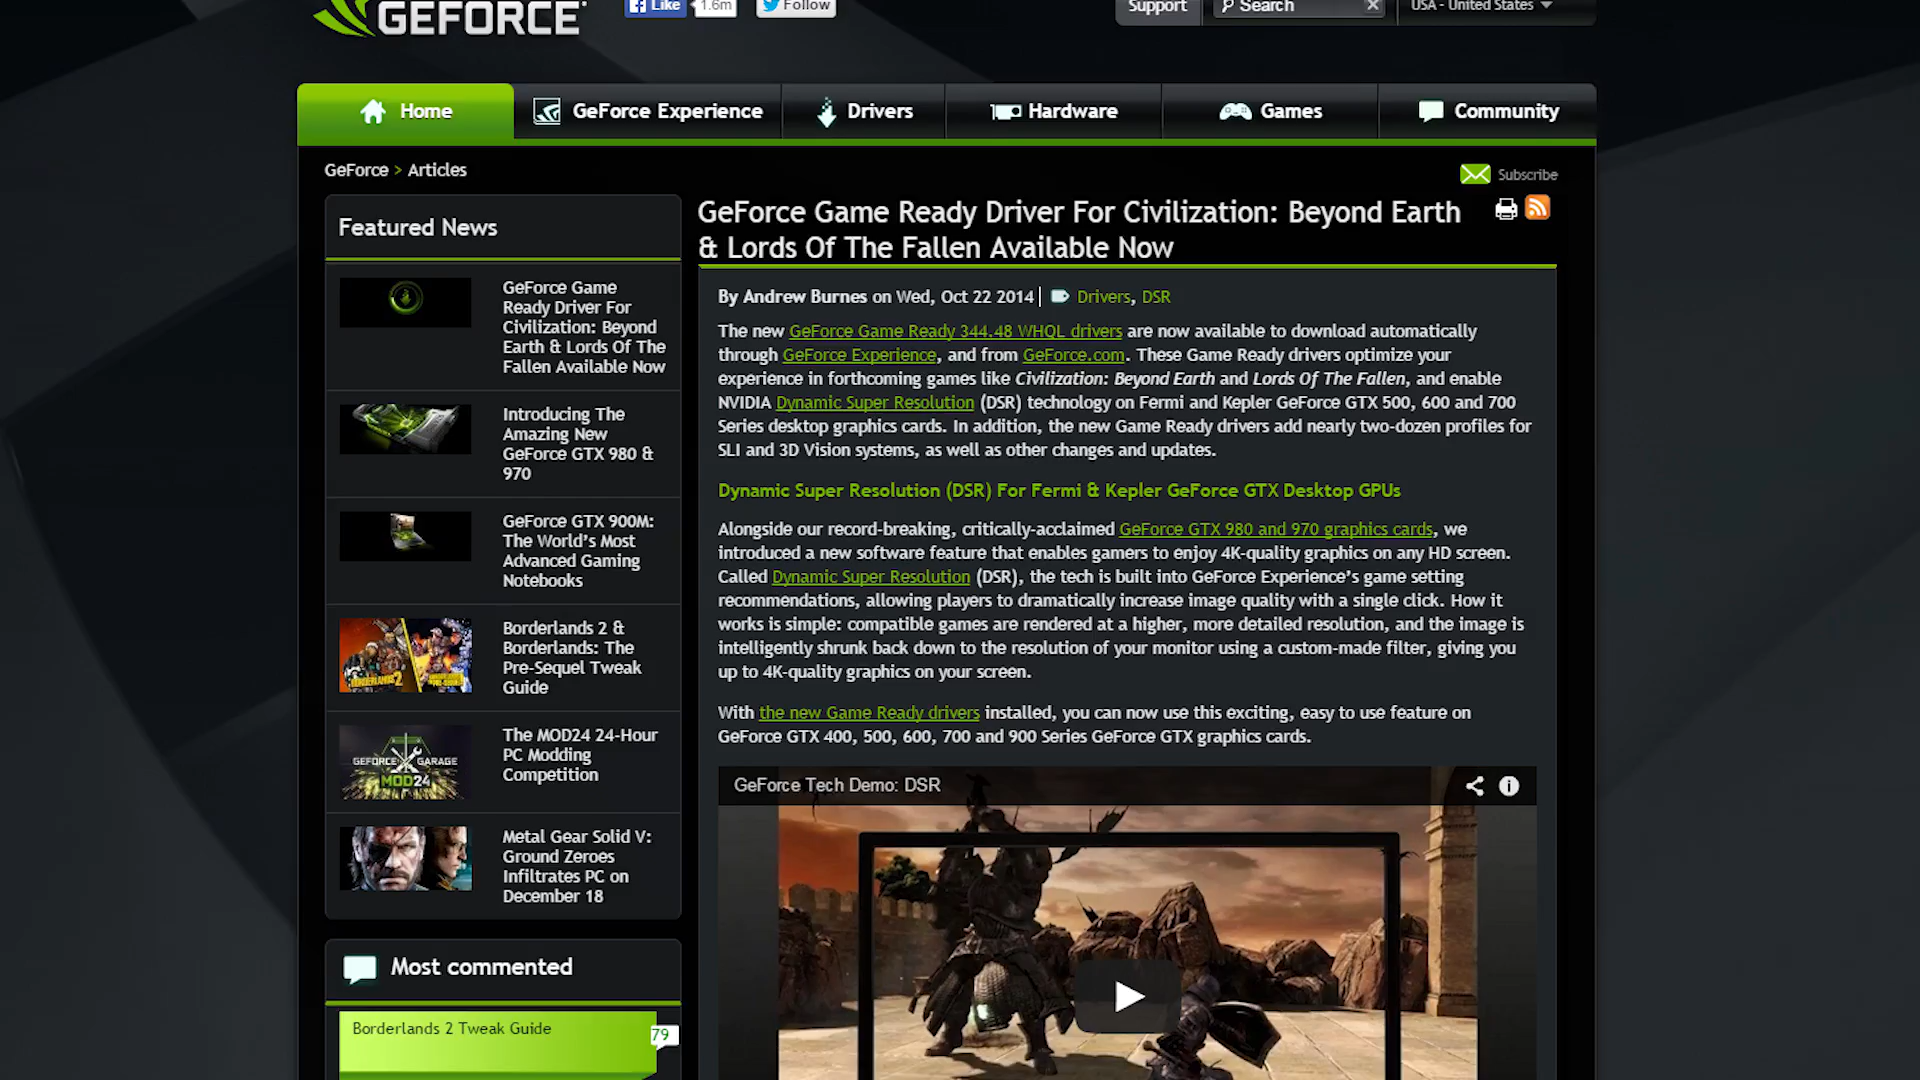 GEFORCE
Like
1.6m
Follow
Support
Search
USA - United States
Home
GeForce Experience
Drivers
Hardware
Games
Community
GeForce > Articles
Subscribe
Featured News
GeForce Game
Ready Driver For
Civilization: Beyond
Earth & Lords Of The
Fallen Available Now
Introducing The
Amazing New
GeForce GTX 980 &
970
GeForce GTX 900M:
The World's Most
Advanced Gaming
Notebooks
BORDERLANDS 2
Borderlands 2 &
Borderlands: The
Pre-Sequel Tweak
Guide
GEFORCE GARAGE
MOD24
The MOD24 24-Hour
PC Modding
Competition
Metal Gear Solid V:
Ground Zeroes
Infiltrates PC on
December 18
Most commented
Borderlands 2 Tweak Guide
79
GeForce Game Ready Driver For Civilization: Beyond Earth
& Lords Of The Fallen Available Now
By Andrew Burnes on Wed, Oct 22 2014 | Drivers, DSR
The new GeForce Game Ready 344.48 WHQL drivers are now available to download automatically
through GeForce Experience, and from GeForce.com. These Game Ready drivers optimize your
experience in forthcoming games like Civilization: Beyond Earth and Lords Of The Fallen, and enable
NVIDIA Dynamic Super Resolution (DSR) technology on Fermi and Kepler GeForce GTX 500, 600 and 700
Series desktop graphics cards. In addition, the new Game Ready drivers add nearly two-dozen profiles for
SLI and 3D Vision systems, as well as other changes and updates.
Dynamic Super Resolution (DSR) For Fermi & Kepler GeForce GTX Desktop GPUs
Alongside our record-breaking, critically-acclaimed GeForce GTX 980 and 970 graphics cards, we
introduced a new software feature that enables gamers to enjoy 4K-quality graphics on any HD screen.
Called Dynamic Super Resolution (DSR), the tech is built into GeForce Experience's game setting
recommendations, allowing players to dramatically increase image quality with a single click. How it
works is simple: compatible games are rendered at a higher, more detailed resolution, and the image is
intelligently shrunk back down to the resolution of your monitor using a custom-made filter, giving you
up to 4K-quality graphics on your screen.
With the new Game Ready drivers installed, you can now use this exciting, easy to use feature on
GeForce GTX 400, 500, 600, 700 and 900 Series GeForce GTX graphics cards.
GeForce Tech Demo: DSR